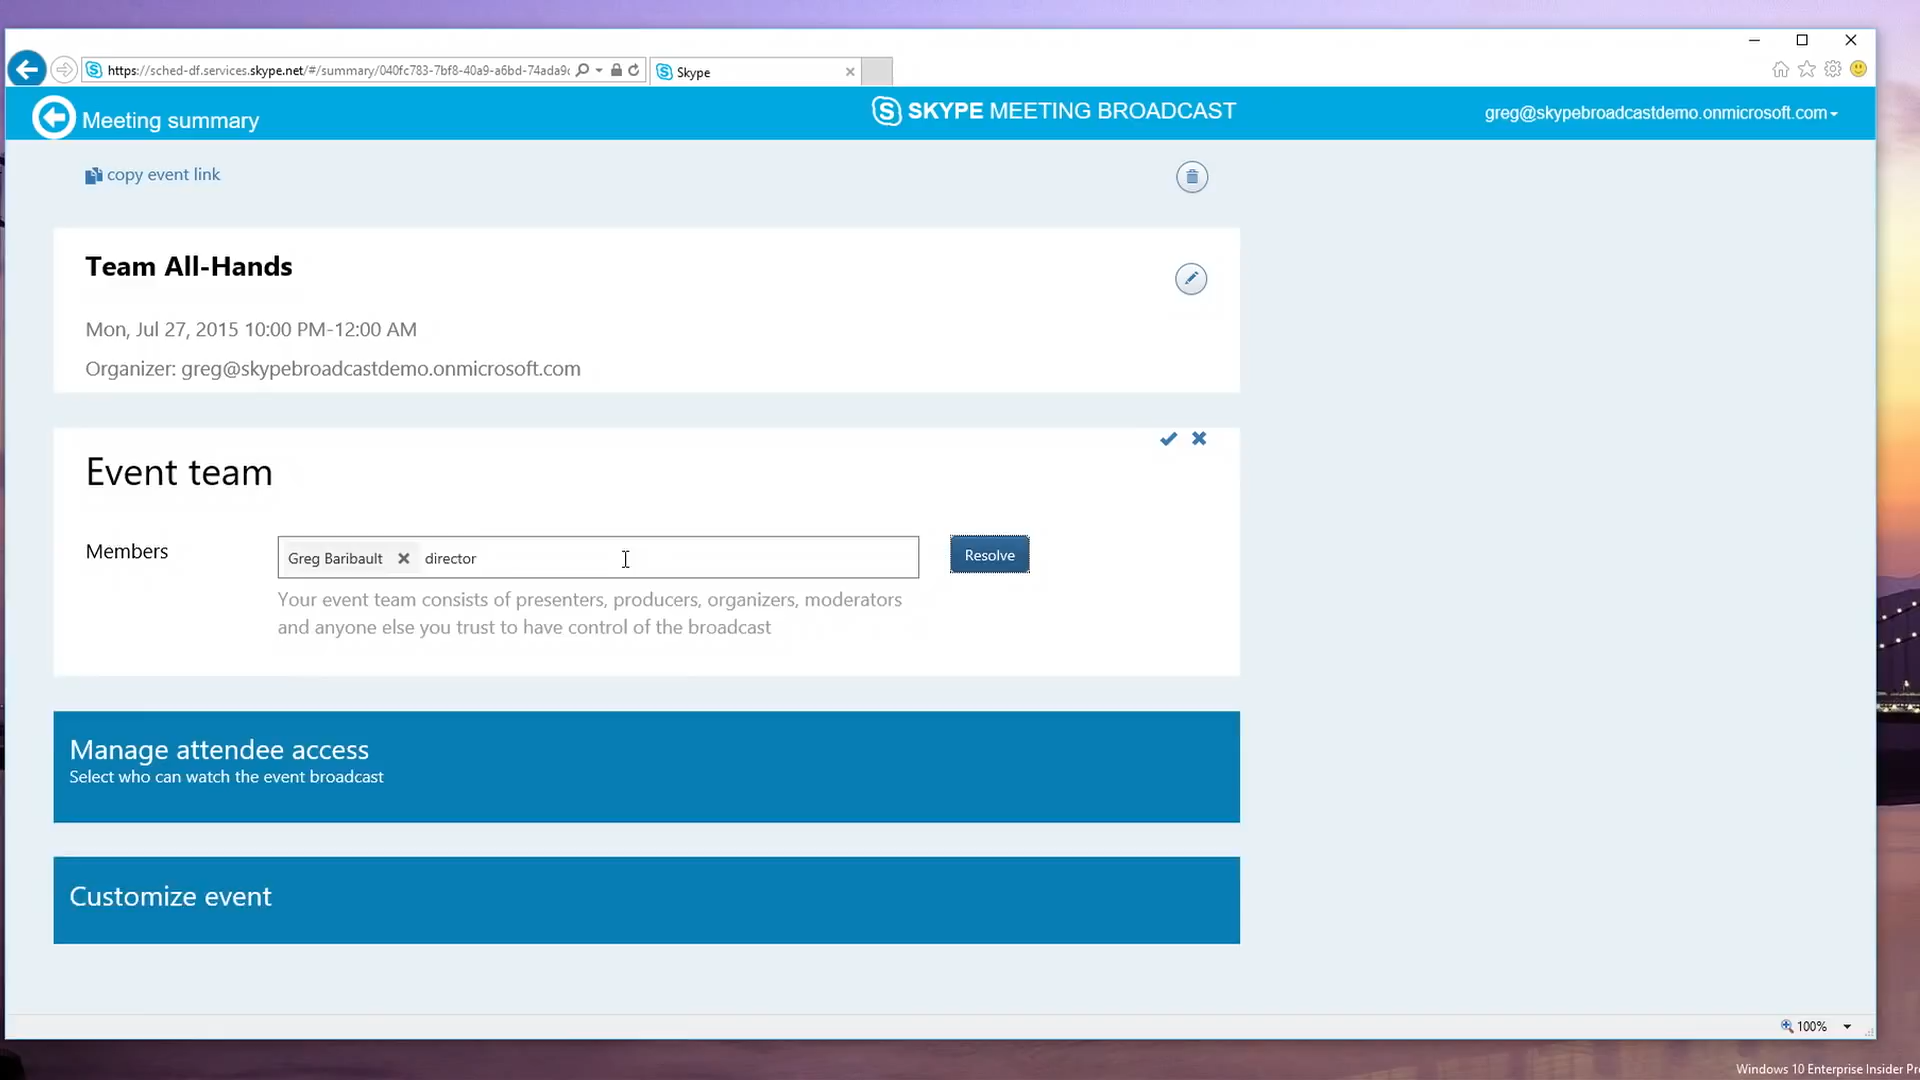 https://sched-df.services.skype.net/#/summary/040fc783-7bf8-40a9-a6bd-74ada9c
Skype
Meeting summary
SKYPE MEETING BROADCAST
greg@skypebroadcastdemo.onmicrosoft.com
copy event link
Team All-Hands
Mon, Jul 27, 2015 10:00 PM-12:00 AM
Organizer: greg@skypebroadcastdemo.onmicrosoft.com
Event team
Members
Greg Baribault director
Resolve
Your event team consists of presenters, producers, organizers, moderators
and anyone else you trust to have control of the broadcast
Manage attendee access
Select who can watch the event broadcast
Customize event
100%
Windows 10 Enterprise Insider Pr